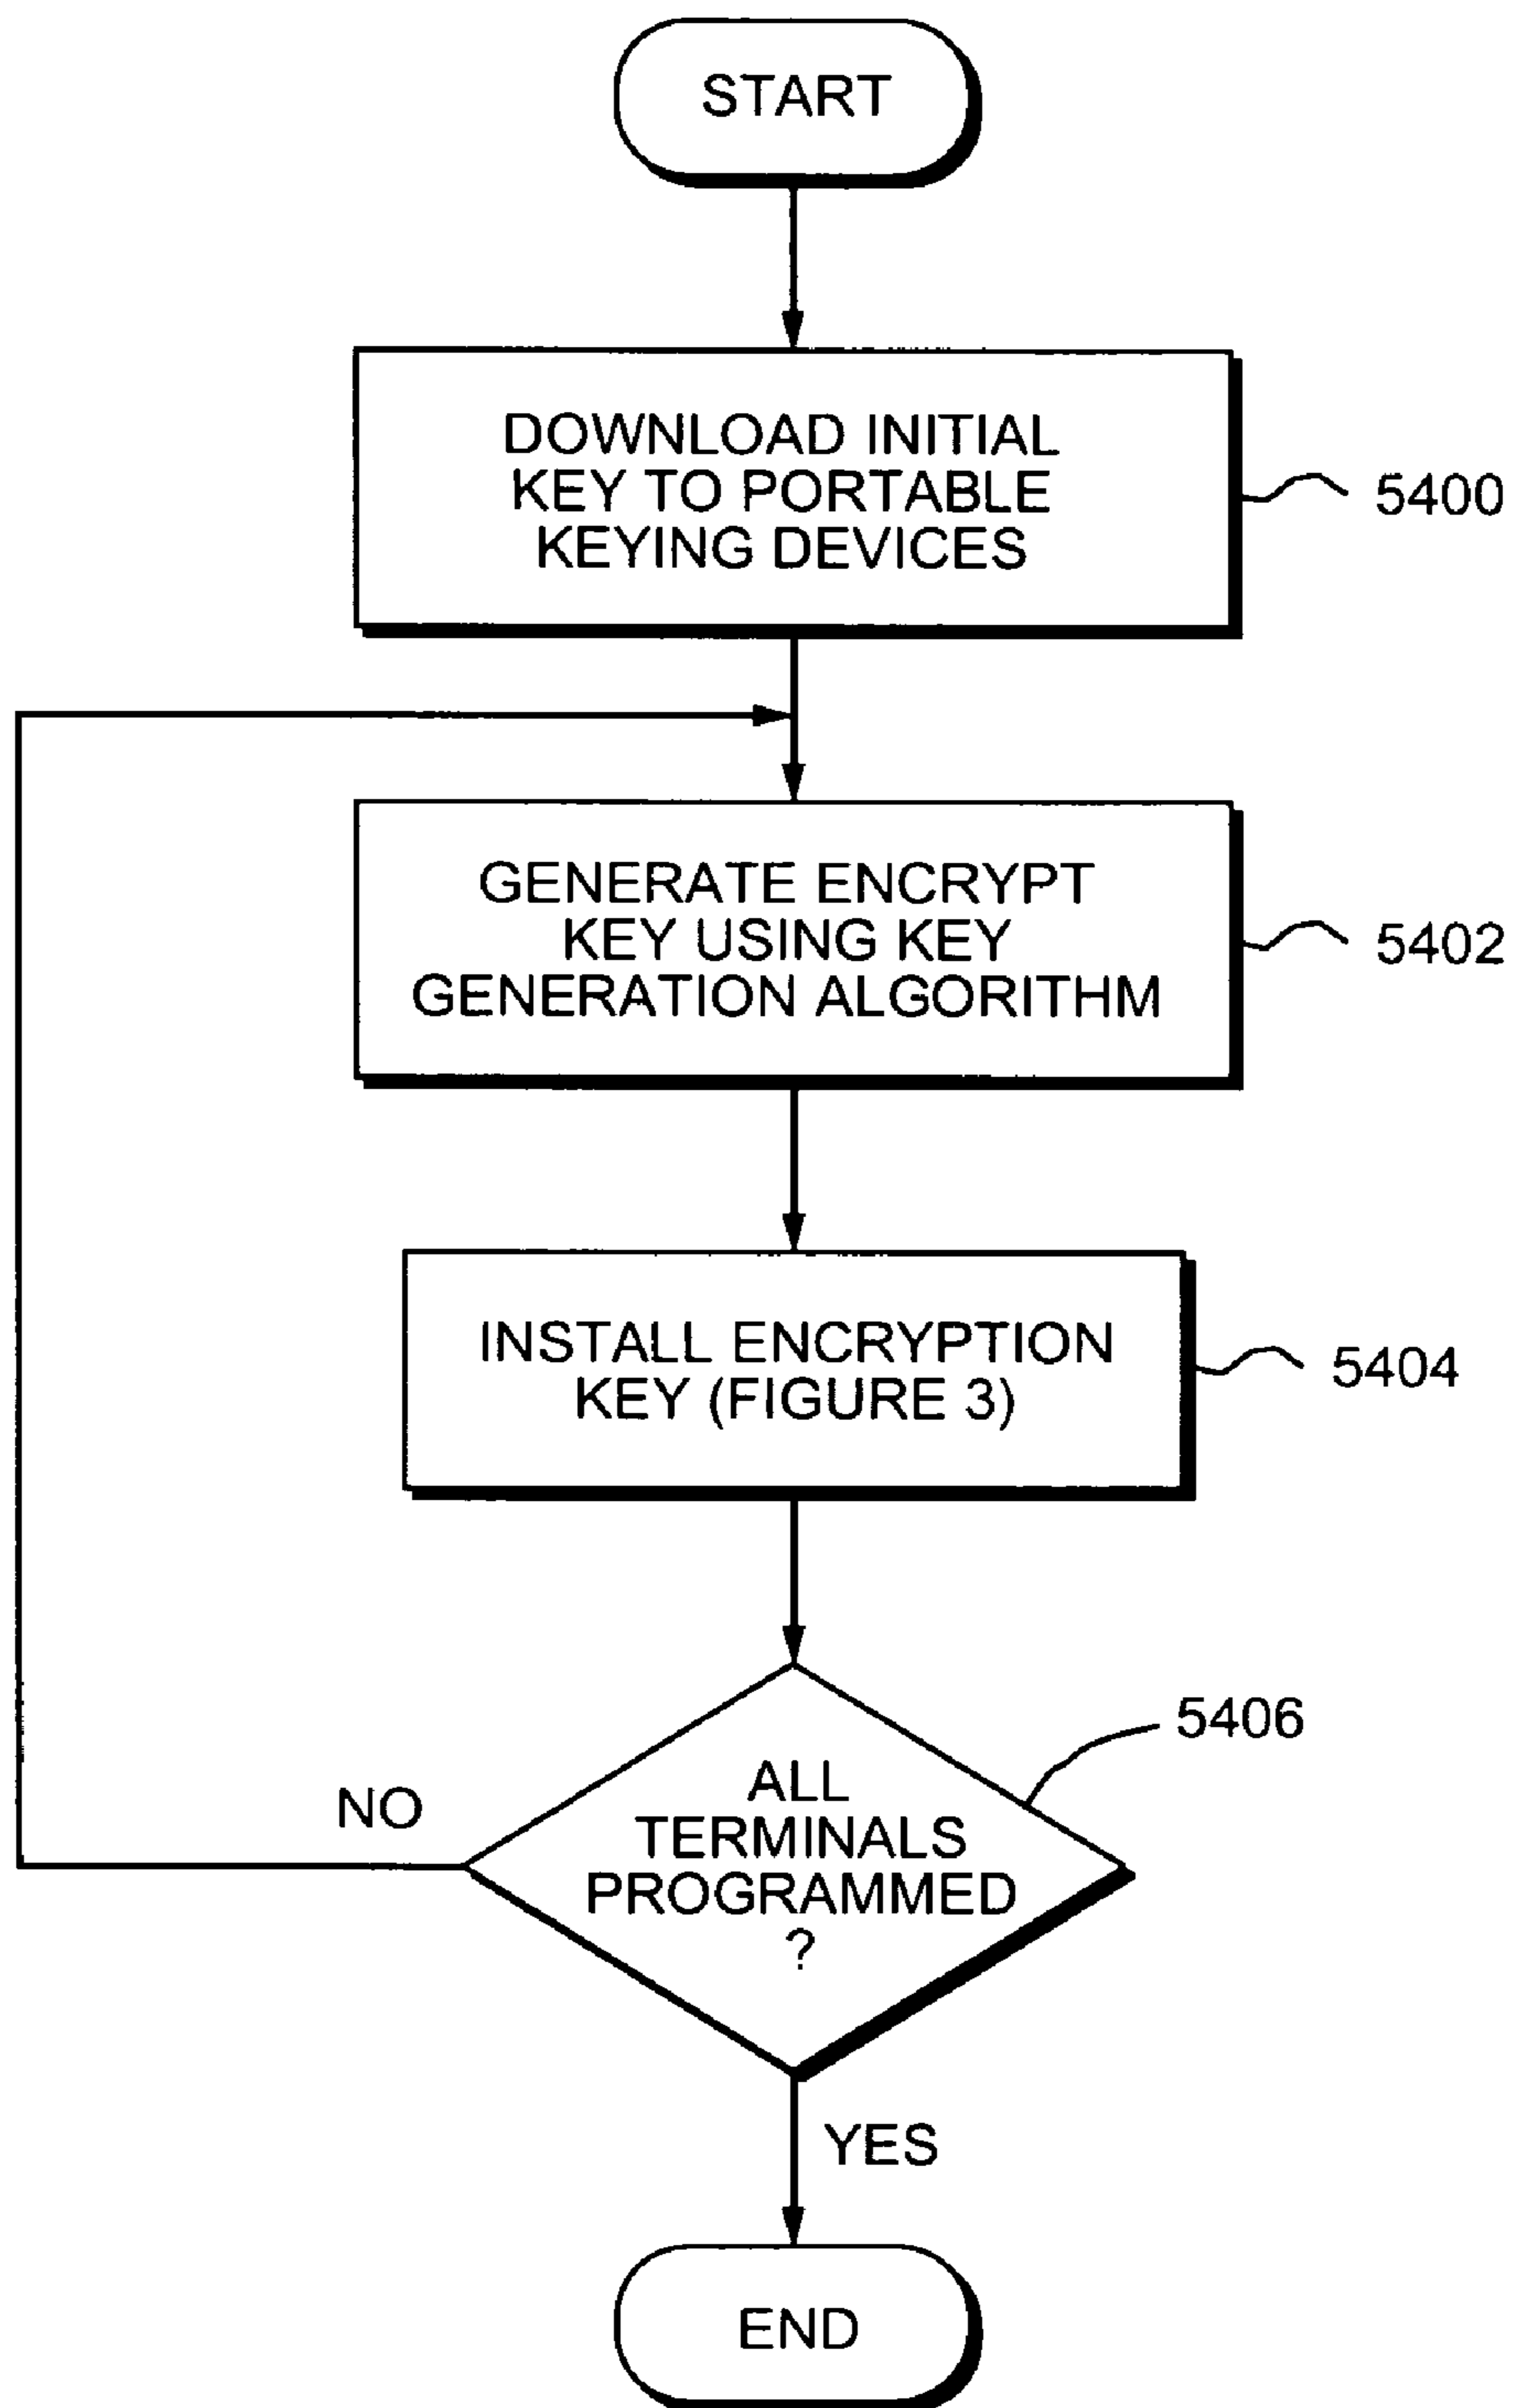 START
DOWNLOAD INITIAL
KEY TO PORTABLE
KEYING DEVICES
5400
GENERATE ENCRYPT
KEY USING KEY
GENERATION ALGORITHM
5402
INSTALL ENCRYPTION
KEY (FIGURE 3)
5404
5406
ALL
TERMINALS
PROGRAMMED
?
NO
YES
END